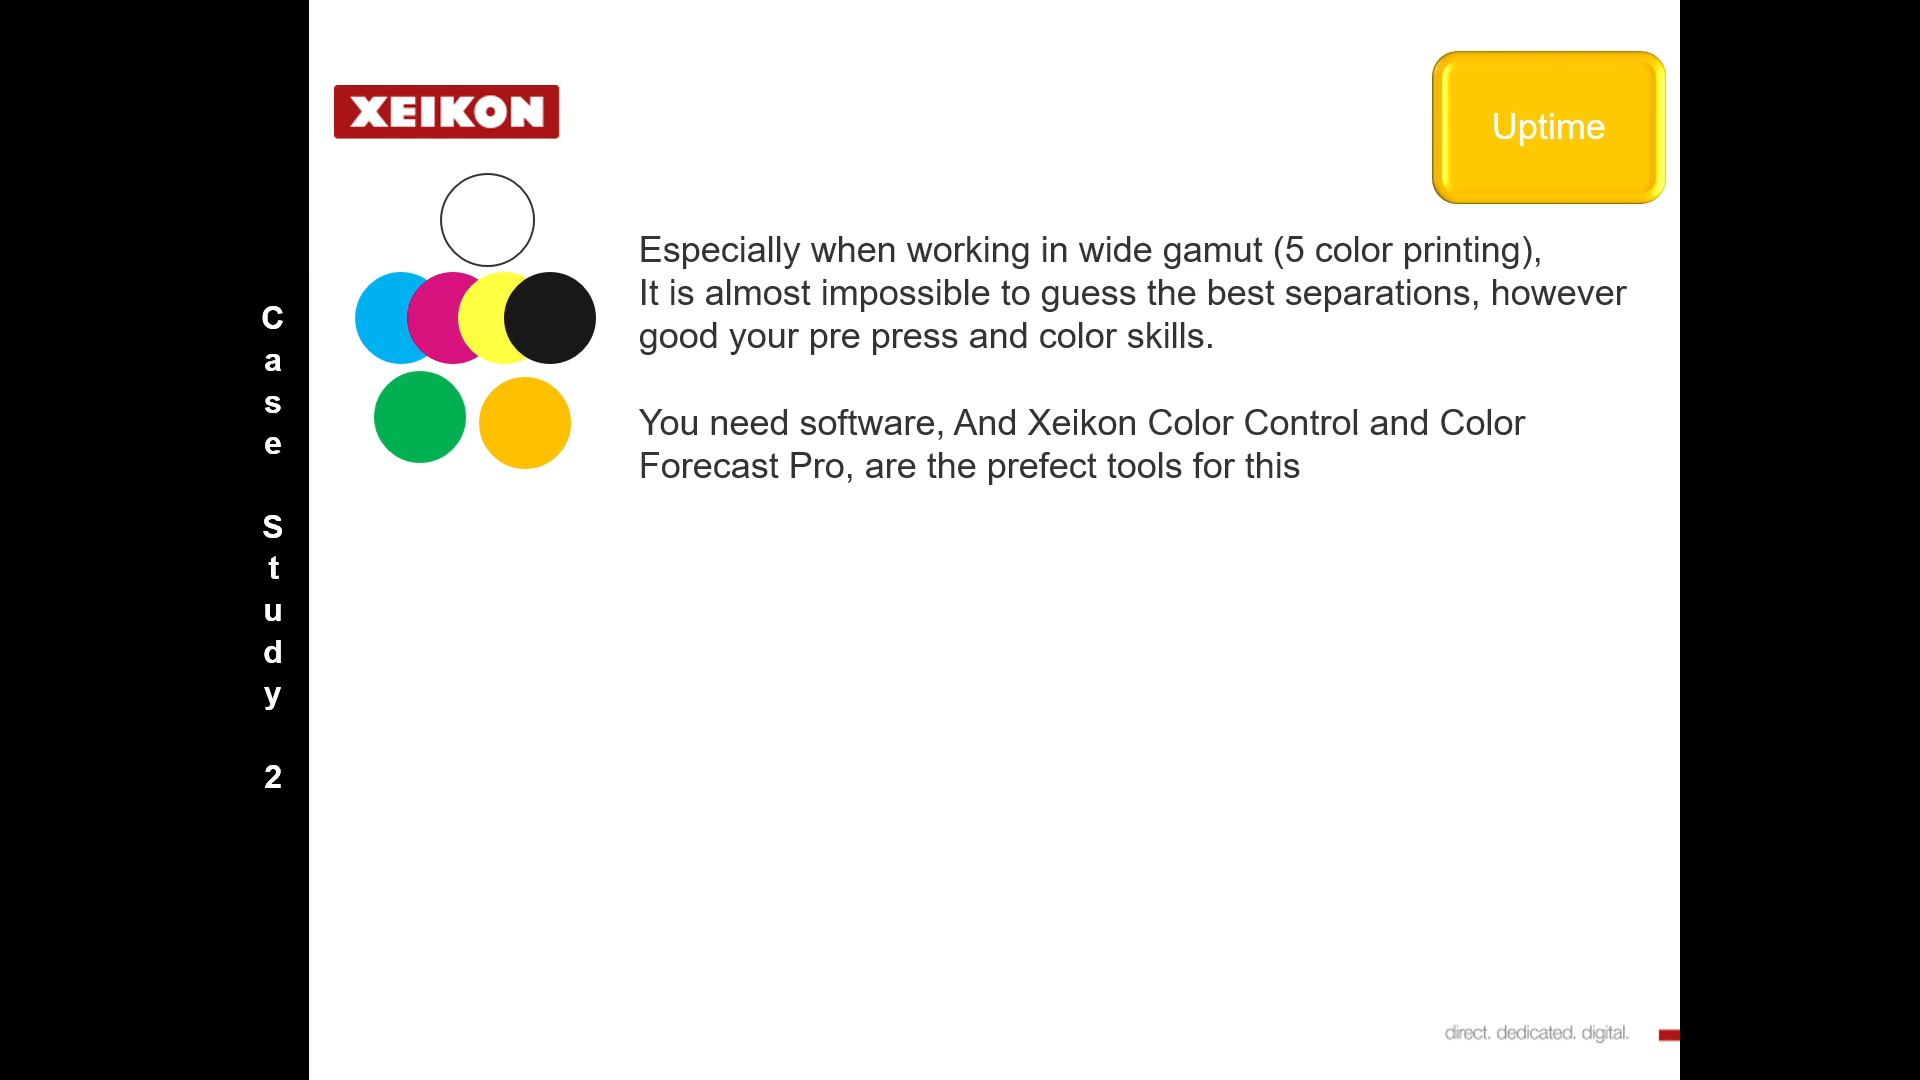 XEIKON
Uptime
Case Study 2
Especially when working in wide gamut (5 color printing),
It is almost impossible to guess the best separations, however
good your pre press and color skills.
You need software, And Xeikon Color Control and Color
Forecast Pro, are the prefect tools for this
direct. dedicated. digital.